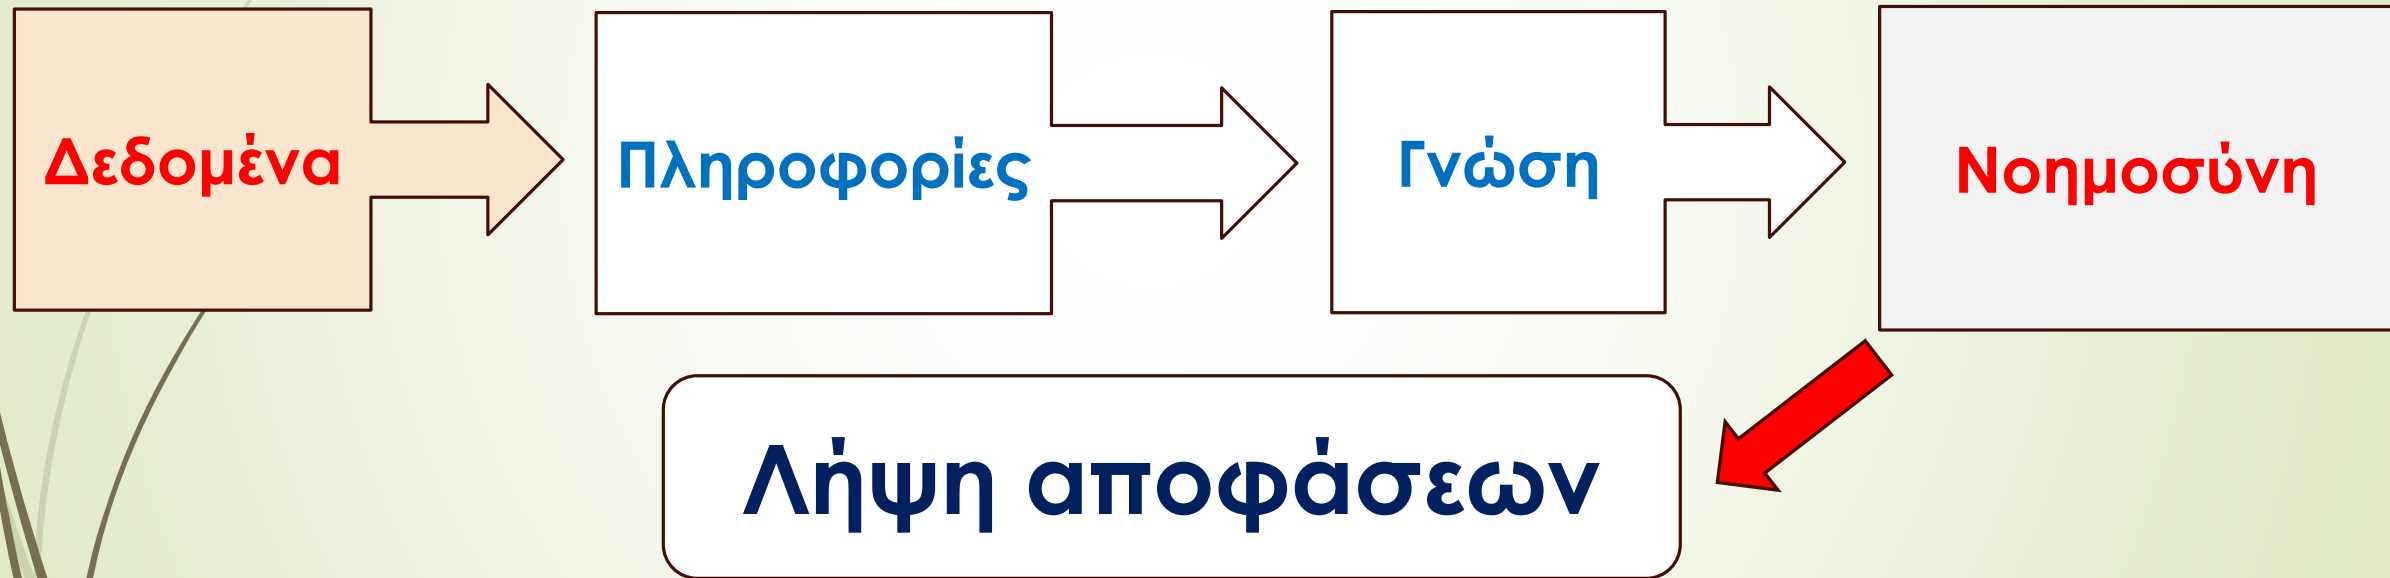 Δεδομένα
Πληροφορίες
Γνώση
Νοημοσύνη
Λήψη αποφάσεων